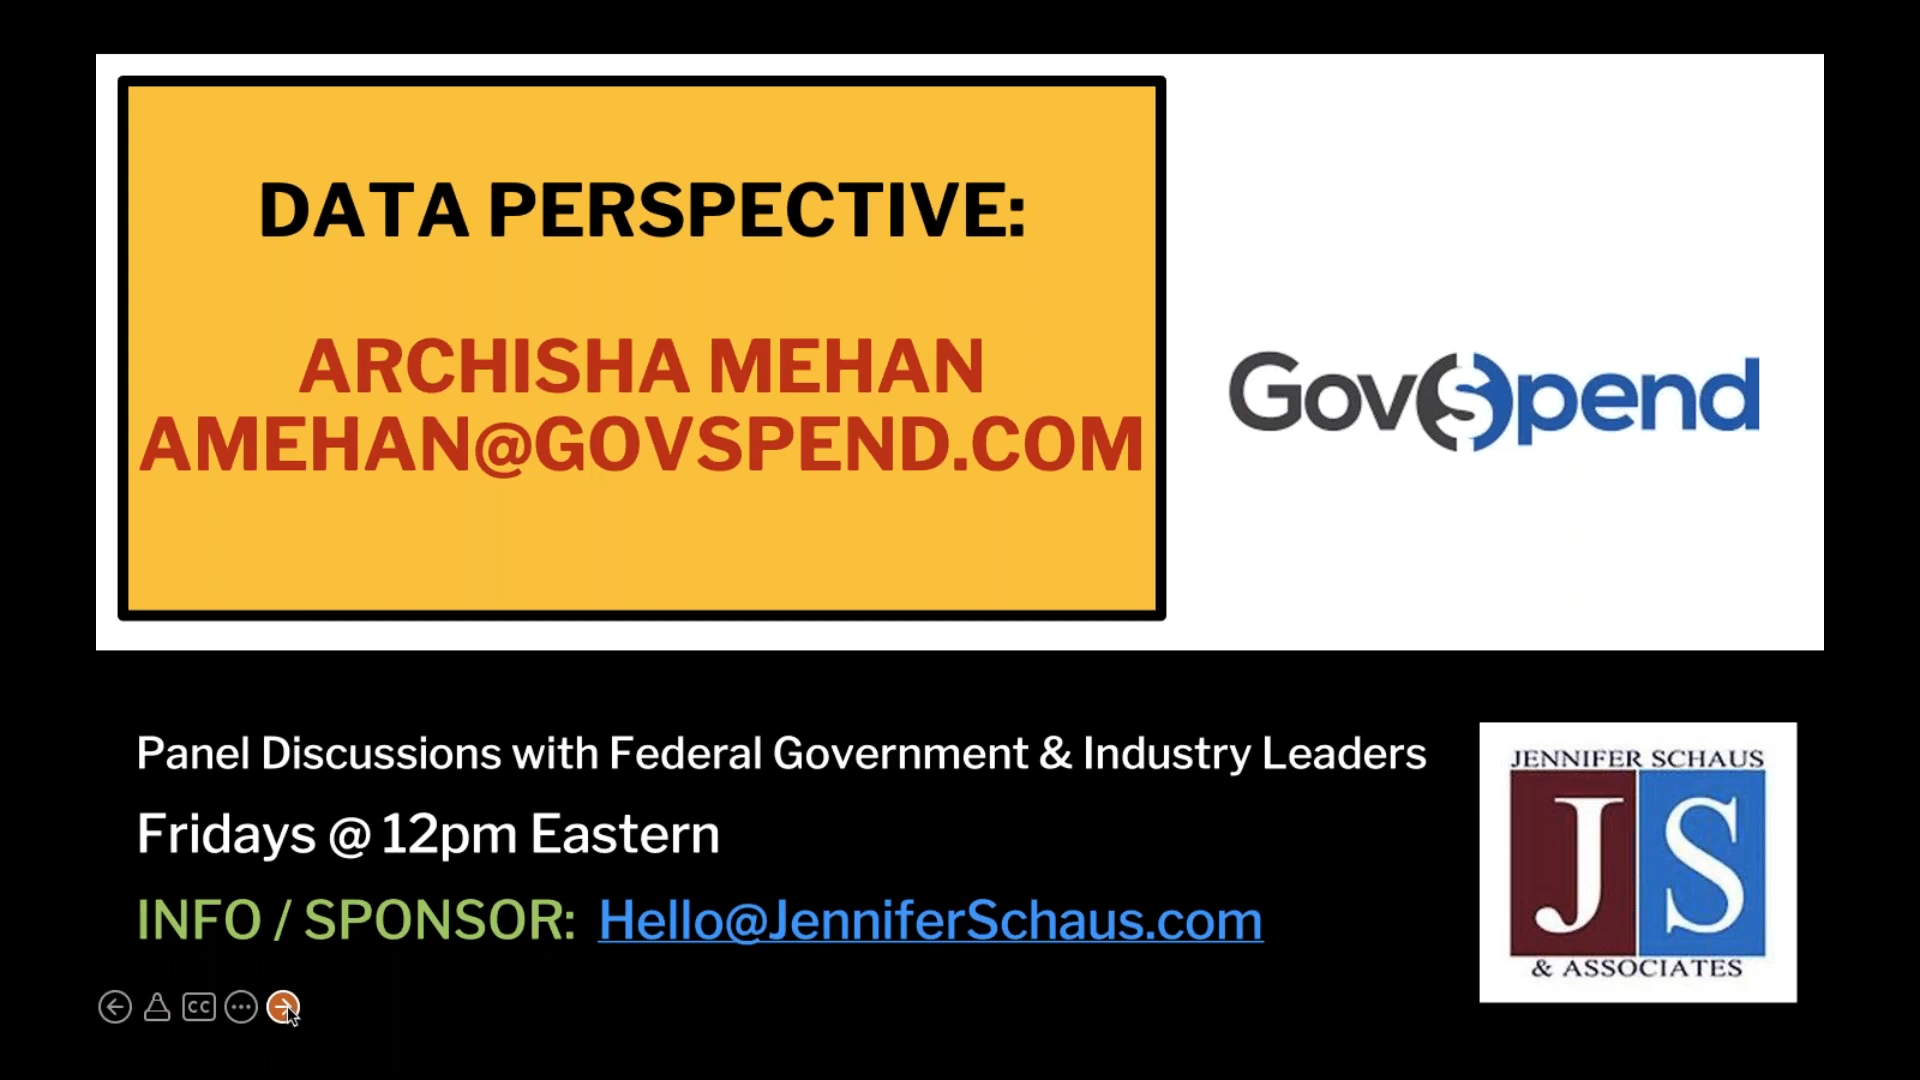 DATA PERSPECTIVE:
ARCHISHA MEHAN
AMEHAN@GOVSPEND.COM
GovSpend
Panel Discussions with Federal Government & Industry Leaders
Fridays @ 12pm Eastern
INFO / SPONSOR: Hello@JenniferSchaus.com
JENNIFER SCHAUS
JS
& ASSOCIATES
CC